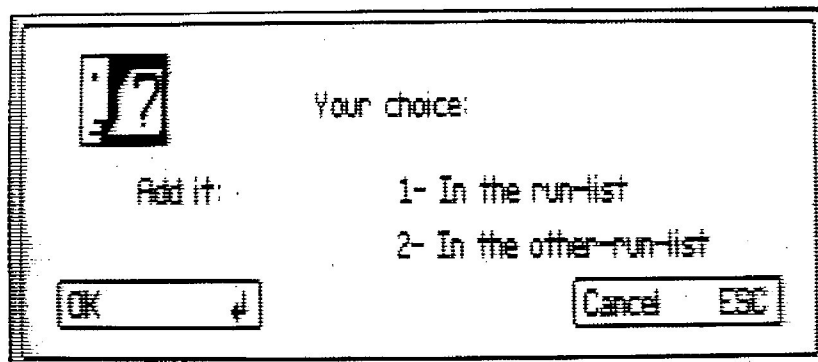 ?
Your choice:
Add it: 1- In the run-list
2- In the other-run-list
OK ↲ Cancel ESC